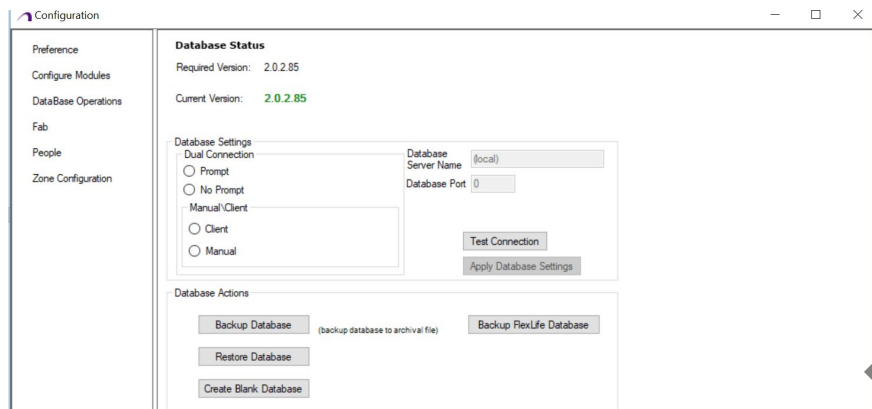 Configuration
Preference
Configure Modules
DataBase Operations
Fab
People
Zone Configuration
Database Status
Required Version: 2.0.2.85
Current Version: 2.0.2.85
Database Settings
Dual Connection
Prompt
No Prompt
Manual\Client
Client
Manual
Database
Server Name (local)
Database Port 0
Test Connection
Apply Database Settings
Database Actions
Backup Database (backup database to archival file) Backup FlexLife Database
Restore Database
Create Blank Database